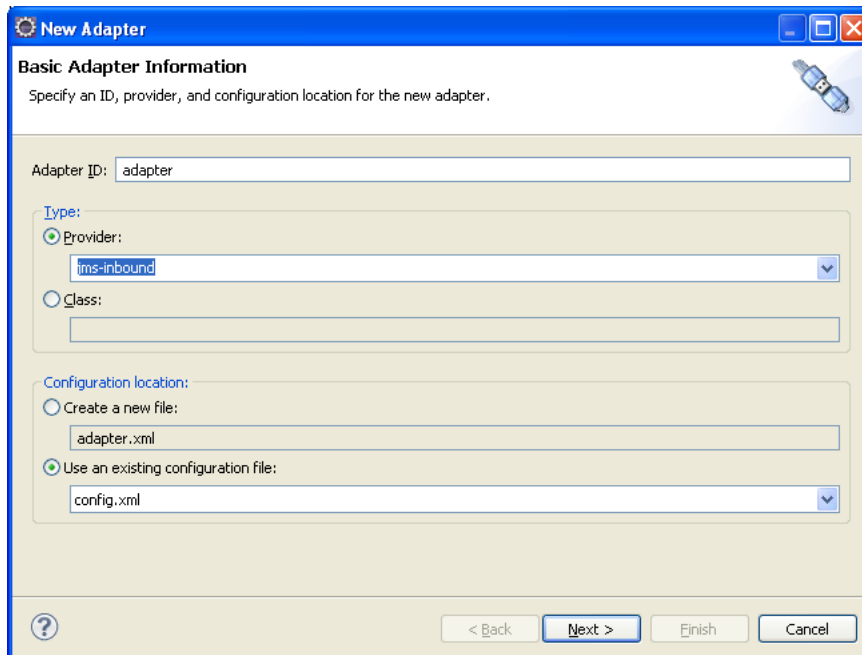 New Adapter
Basic Adapter Information
Specify an ID, provider, and configuration location for the new adapter.
Adapter ID: adapter
Type:
Provider:
jms-inbound
Class:
Configuration location:
Create a new file:
adapter.xml
Use an existing configuration file:
config.xml
? < Back Next > Finish Cancel